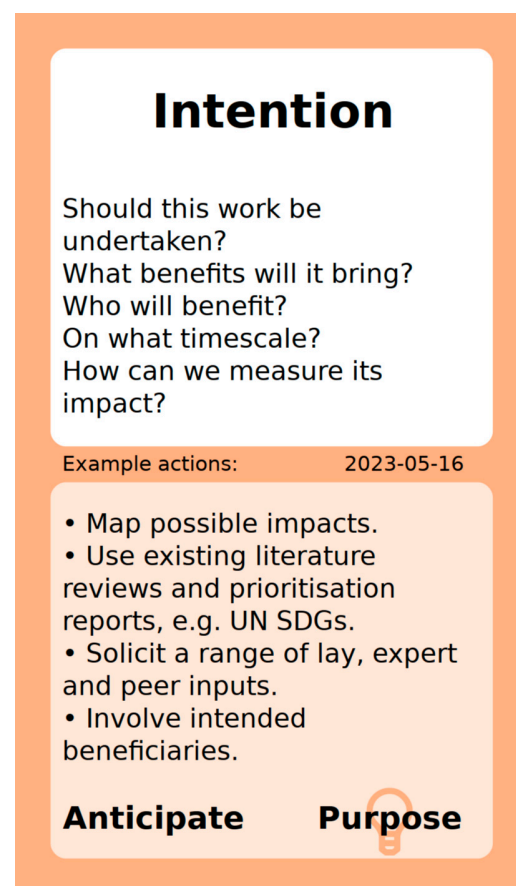 Intention
Should this work be
undertaken?
What benefits will it bring?
Who will benefit?
On what timescale?
How can we measure its
impact?
Example actions: 2023-05-16
• Map possible impacts.
• Use existing literature
reviews and prioritisation
reports, e.g. UN SDGs.
• Solicit a range of lay, expert
and peer inputs.
• Involve intended
beneficiaries.
Anticipate Purpose